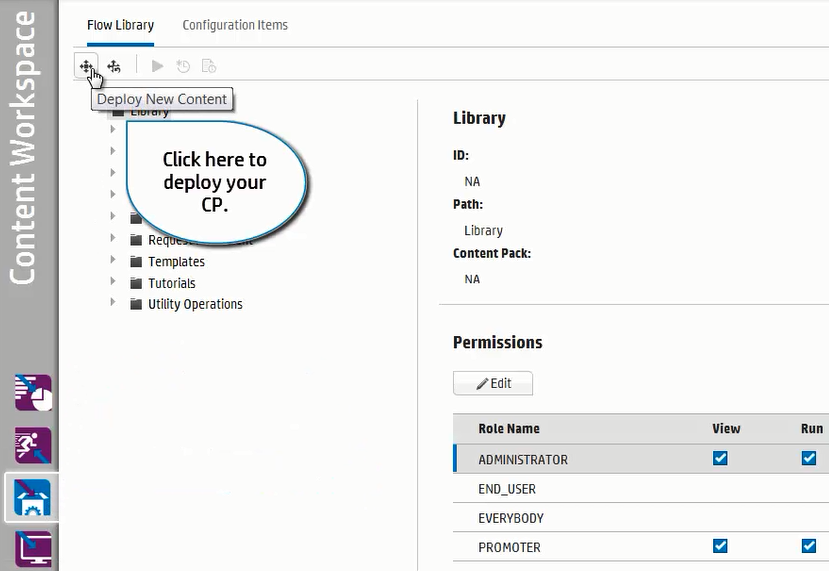 Content Workspace
Flow Library
Configuration Items
Deploy New Content
Library
Click here to
deploy your
CP.
Templates
Tutorials
Utility Operations
Library
ID:
NA
Path:
Library
Content Pack:
NA
Permissions
Edit
Role Name View Run
ADMINISTRATOR
END_USER
EVERYBODY
PROMOTER